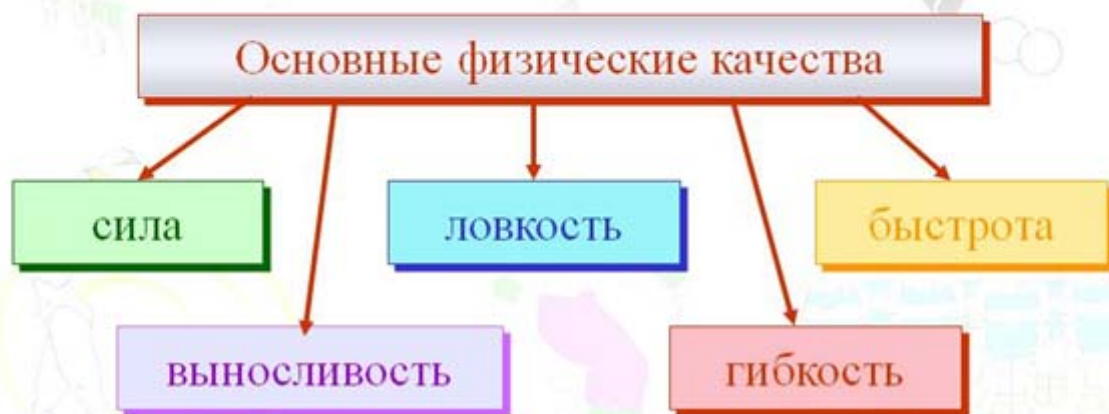 Основные физические качества
сила
ловкость
быстрота
выносливость
гибкость